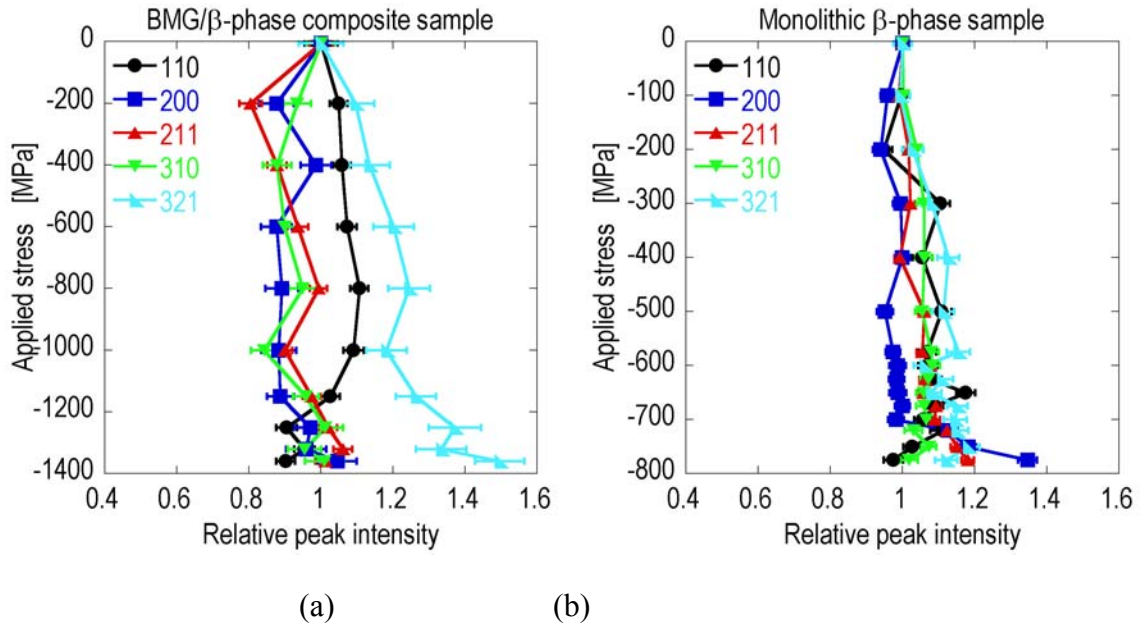 BMG/β-phase composite sample
0
-200
-400
-600
-800
-1000
-1200
-1400
Applied stress [MPa]
110
200
211
310
321
0.4 0.6 0.8 1 1.2 1.4 1.6
Relative peak intensity
(a)
Monolithic β-phase sample
0
-100
-200
-300
-400
-500
-600
-700
-800
Applied stress [MPa]
110
200
211
310
321
0.4 0.6 0.8 1 1.2 1.4 1.6
Relative peak intensity
(b)